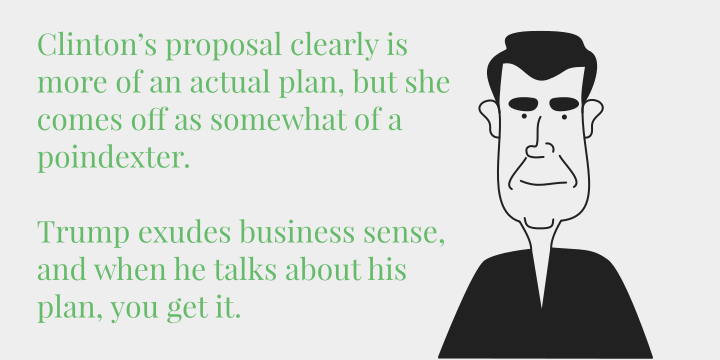 Clinton’s proposal clearly is
more of an actual plan, but she
comes off as somewhat of a
poindexter.
Trump exudes business sense,
and when he talks about his
plan, you get it.